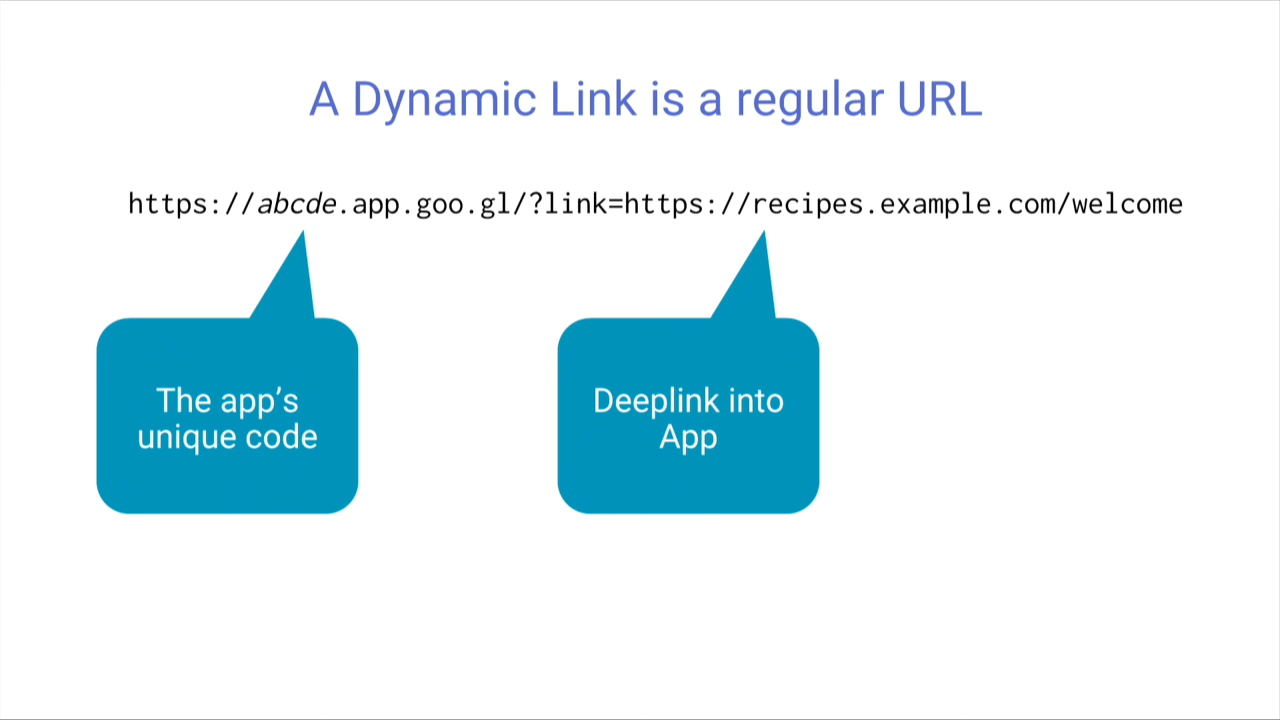 A Dynamic Link is a regular URL
https://abcde.app.goo.gl/?link=https://recipes.example.com/welcome
The app’s
unique code
Deeplink into
App